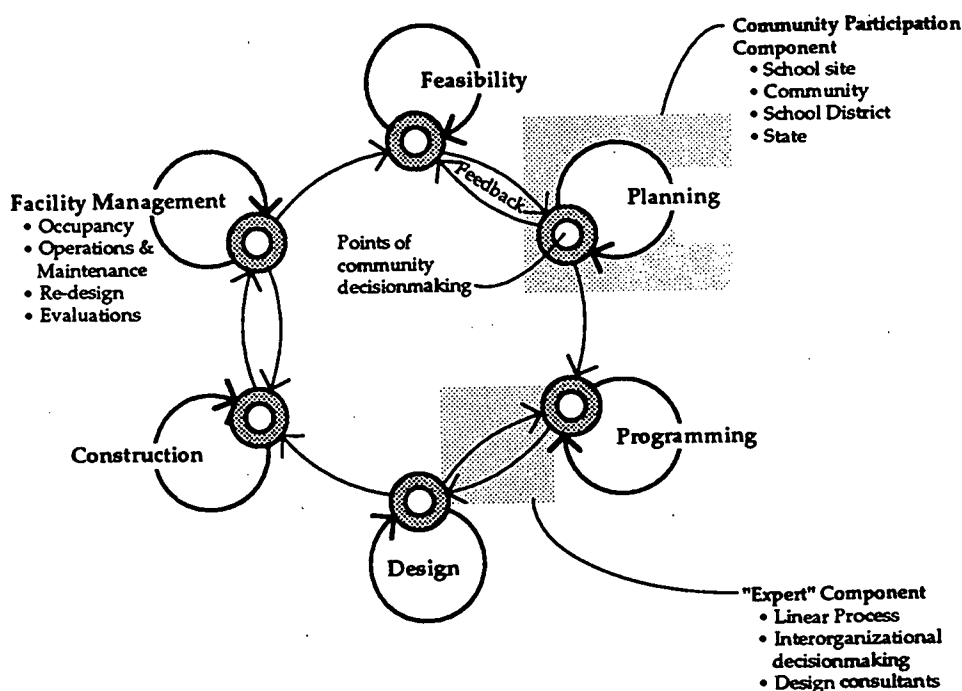 Community Participation
Component
• School site
• Community
• School District
• State
Feasibility
Feedback
Planning
Facility Management
• Occupancy
• Operations &
Maintenance
• Re-design
• Evaluations
Points of
community
decisionmaking
Programming
Construction
Design
"Expert" Component
• Linear Process
• Interorganizational
decisionmaking
• Design consultants